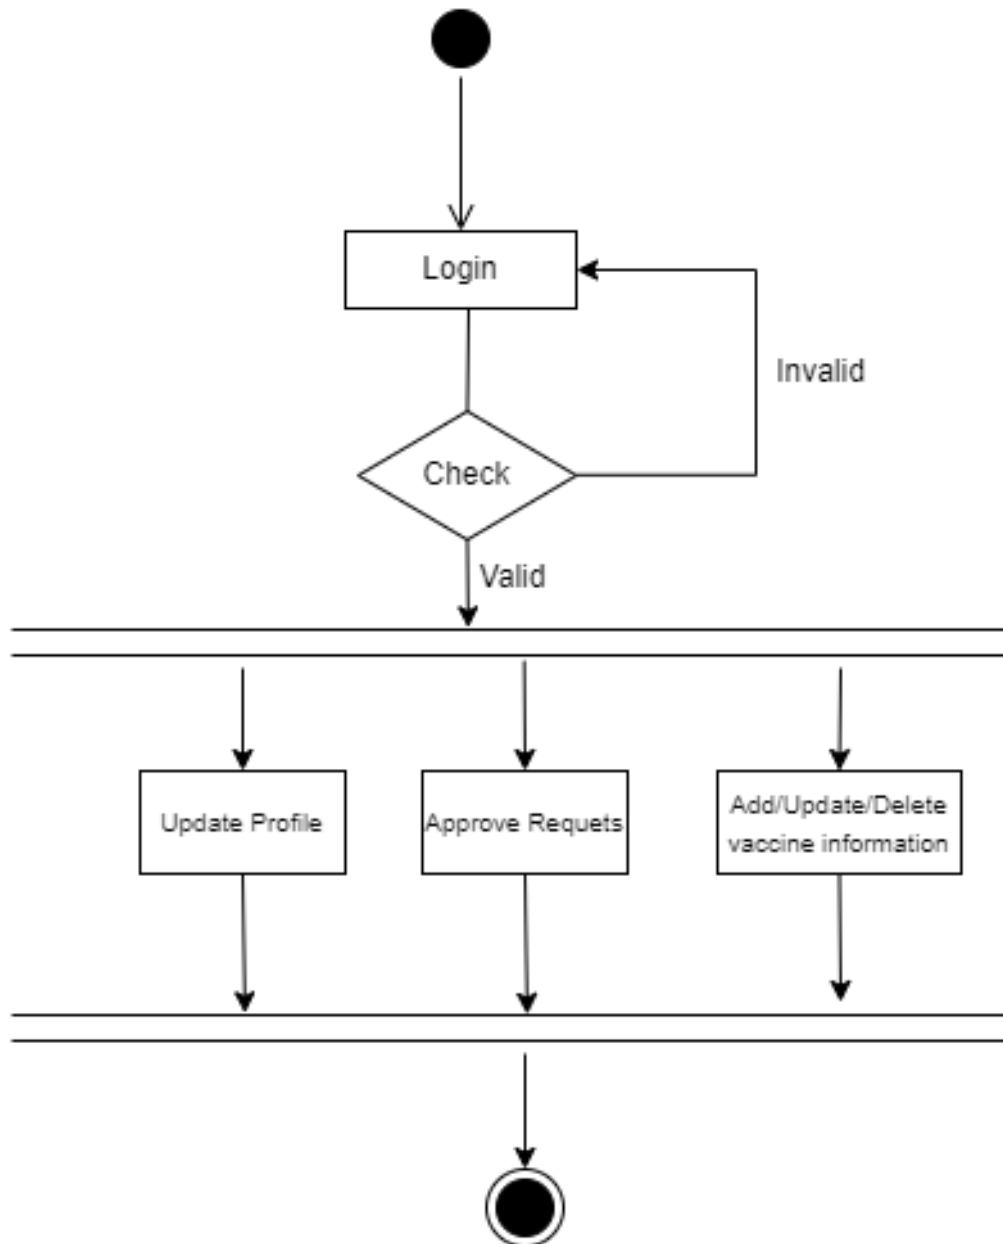 Login
Invalid
Check
Valid
Update Profile
Approve Requets
Add/Update/Delete
vaccine information